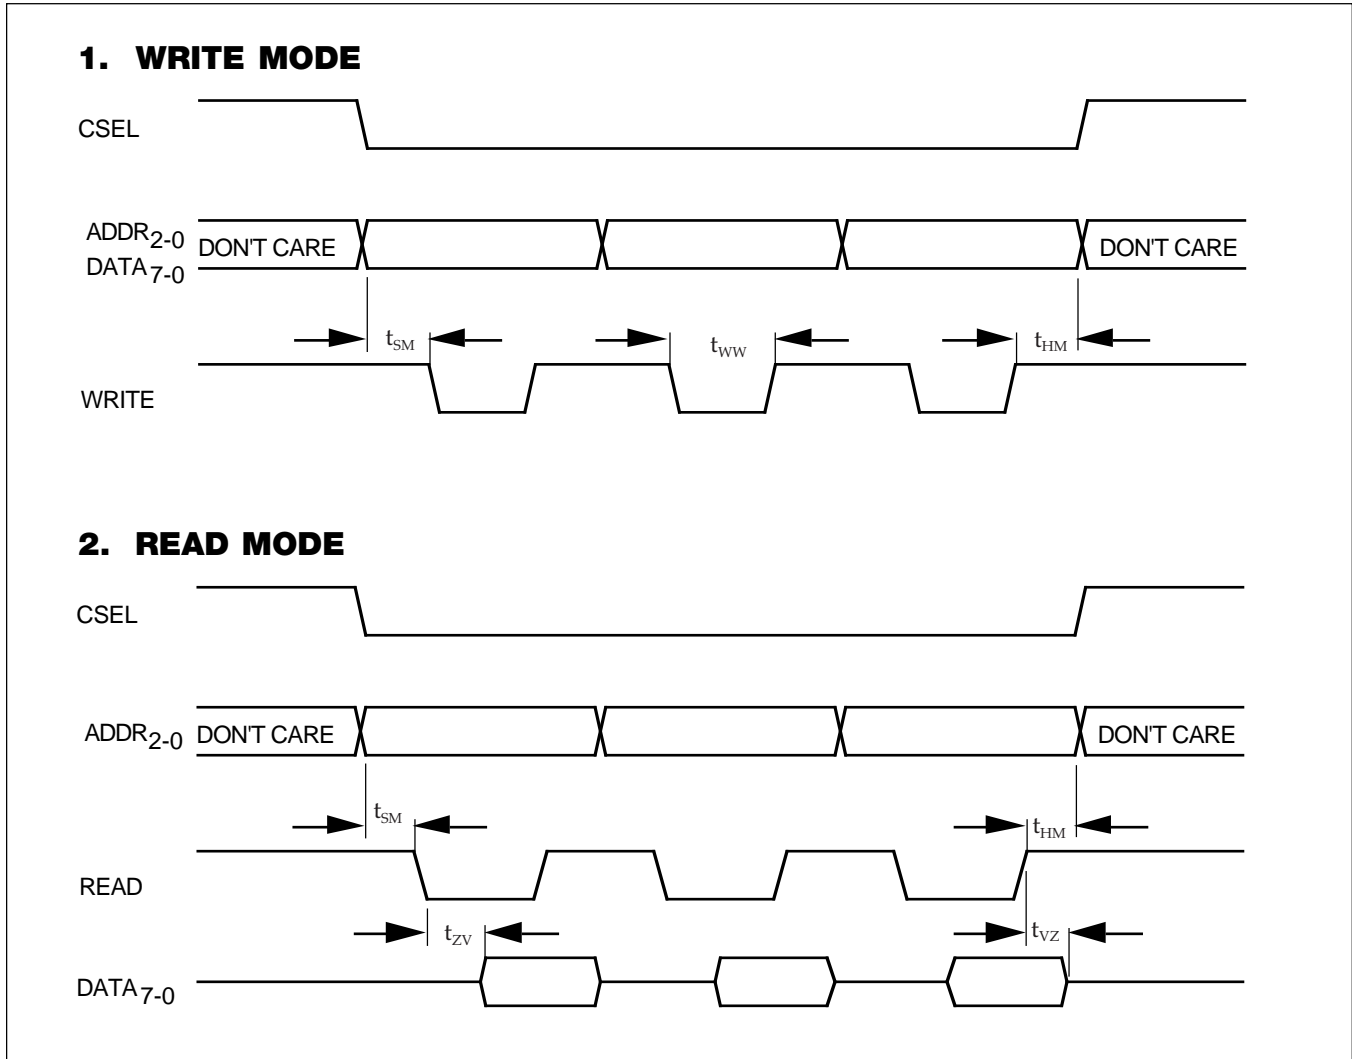 1. WRITE MODE
CSEL
ADDR2-0
DON'T CARE
DON'T CARE
DATA7-0
tSM
tWW
tHM
WRITE
2. READ MODE
CSEL
ADDR2-0
DON'T CARE
DON'T CARE
tSM
tHM
READ
tZV
tVZ
DATA7-0